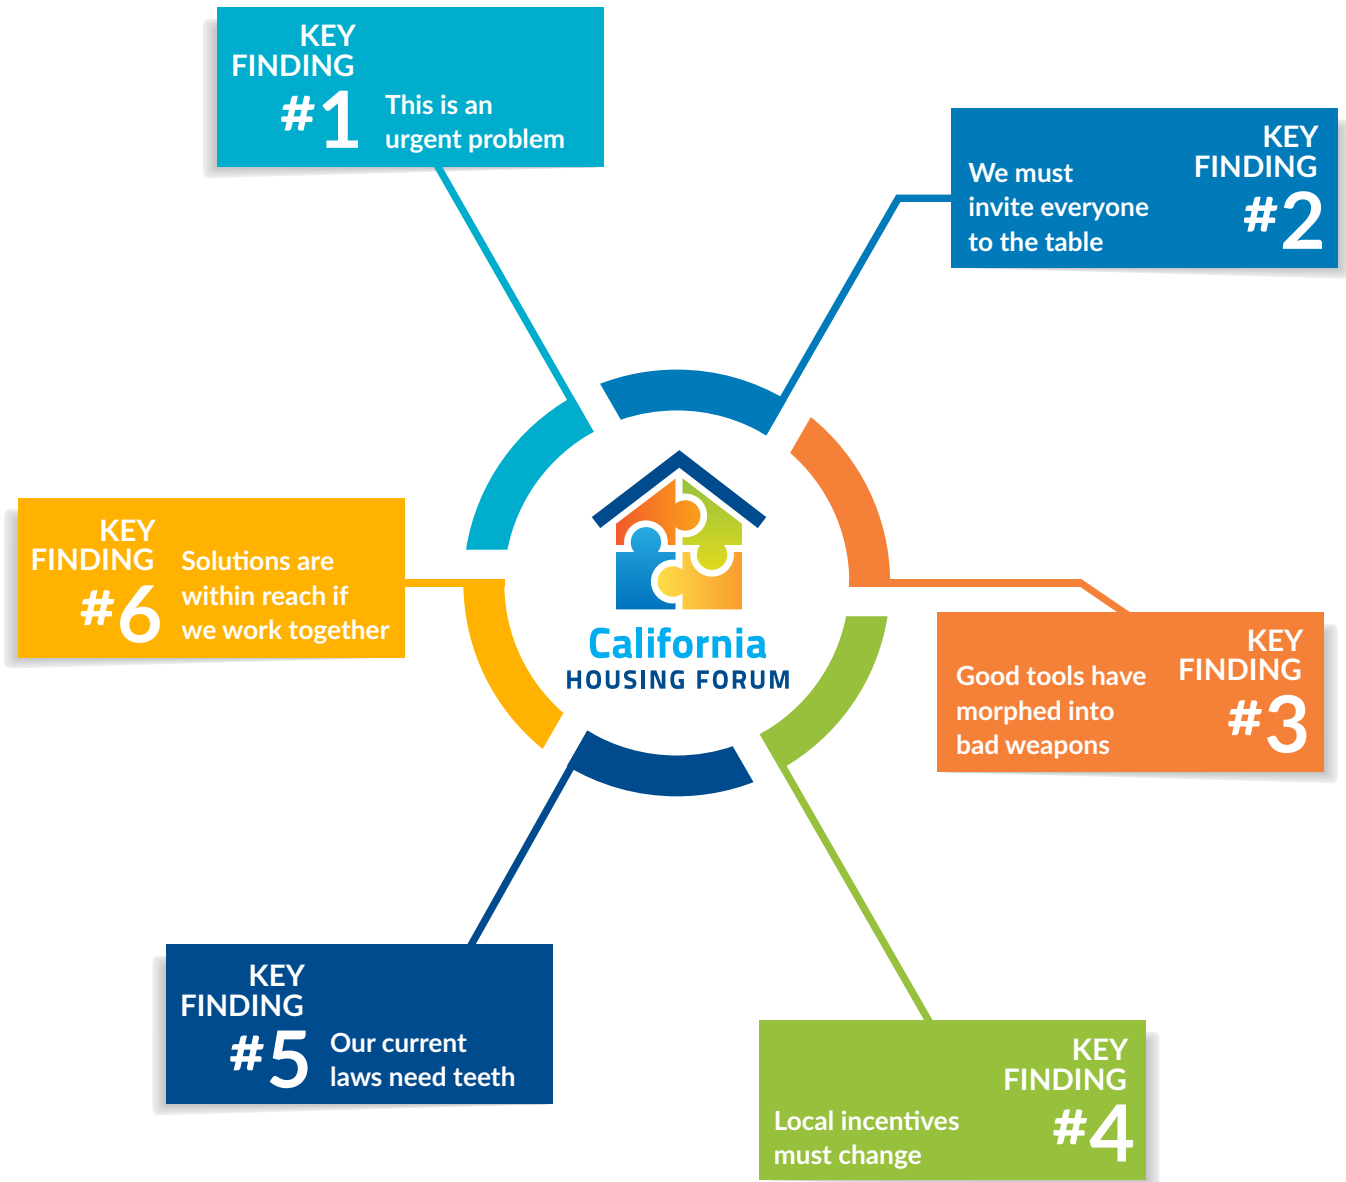 KEY
FINDING
#1
This is an
urgent problem
KEY
FINDING
#2
We must
invite everyone
to the table
KEY
FINDING
#3
Good tools have
morphed into
bad weapons
KEY
FINDING
#4
Local incentives
must change
KEY
FINDING
#5
Our current
laws need teeth
KEY
FINDING
#6
Solutions are
within reach if
we work together
California
HOUSING FORUM